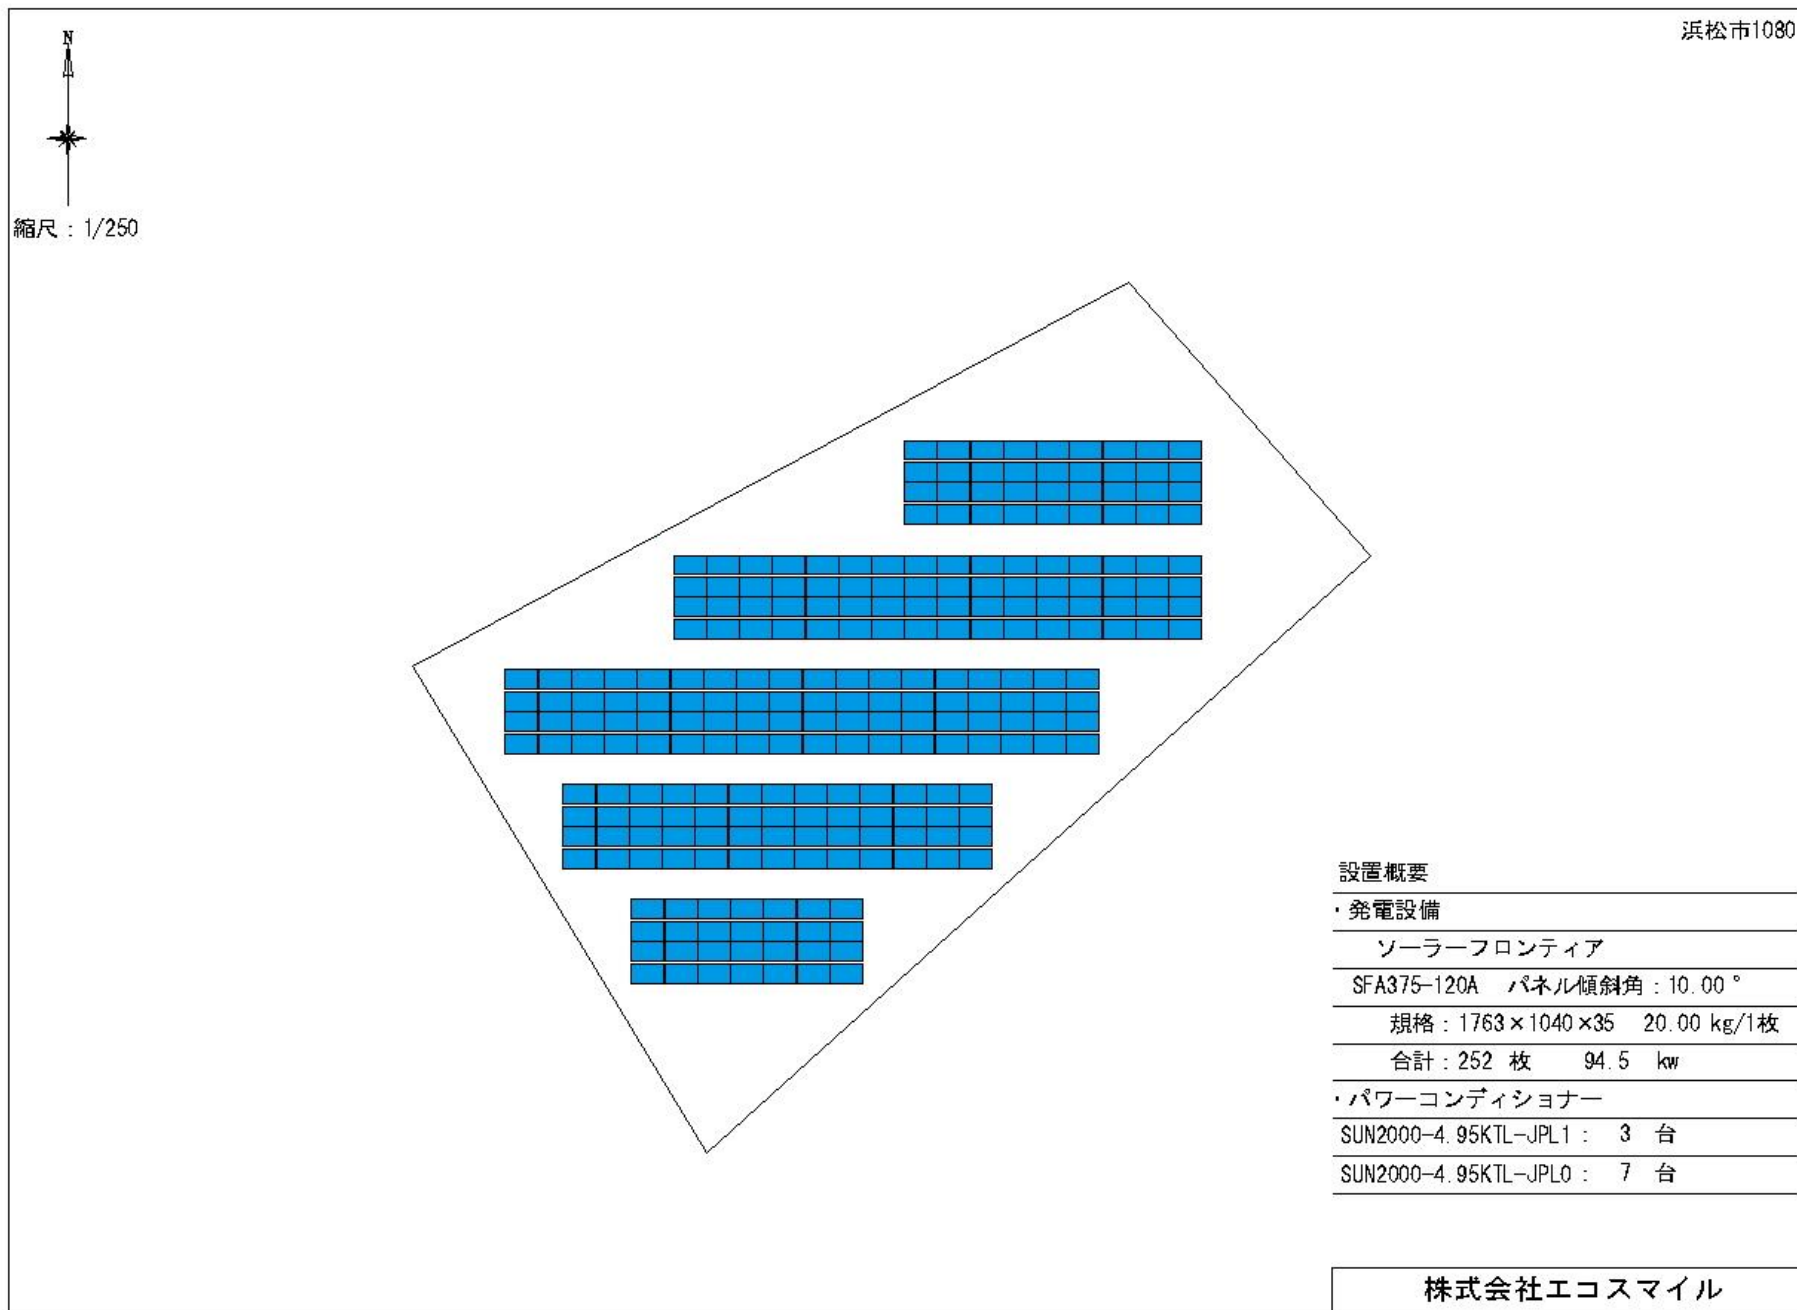 浜松市1080
N
縮尺：1/250
設置概要
・発電設備
ソーラーフロンティア
SFA375-120A パネル傾斜角：10.00°
規格：1763×1040×35 20.00 kg/1枚
合計：252 枚 94.5 kw
・パワーコンディショナー
SUN2000-4.95KTL-JPL1： 3 台
SUN2000-4.95KTL-JPL0： 7 台
株式会社エコスマイル